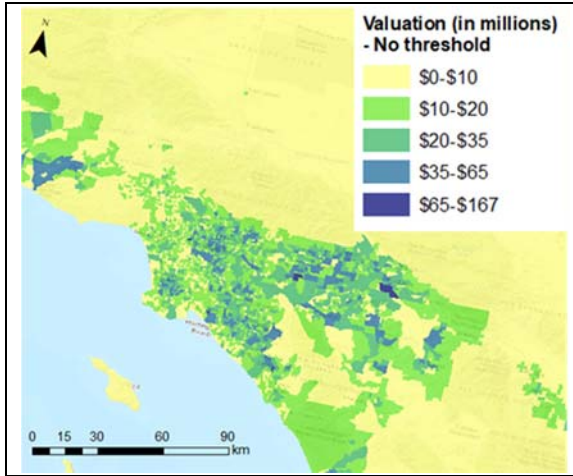 N
Valuation (in millions)
- No threshold
$0-$10
$10-$20
$20-$35
$35-$65
$65-$167
0 15 30 60 90
km